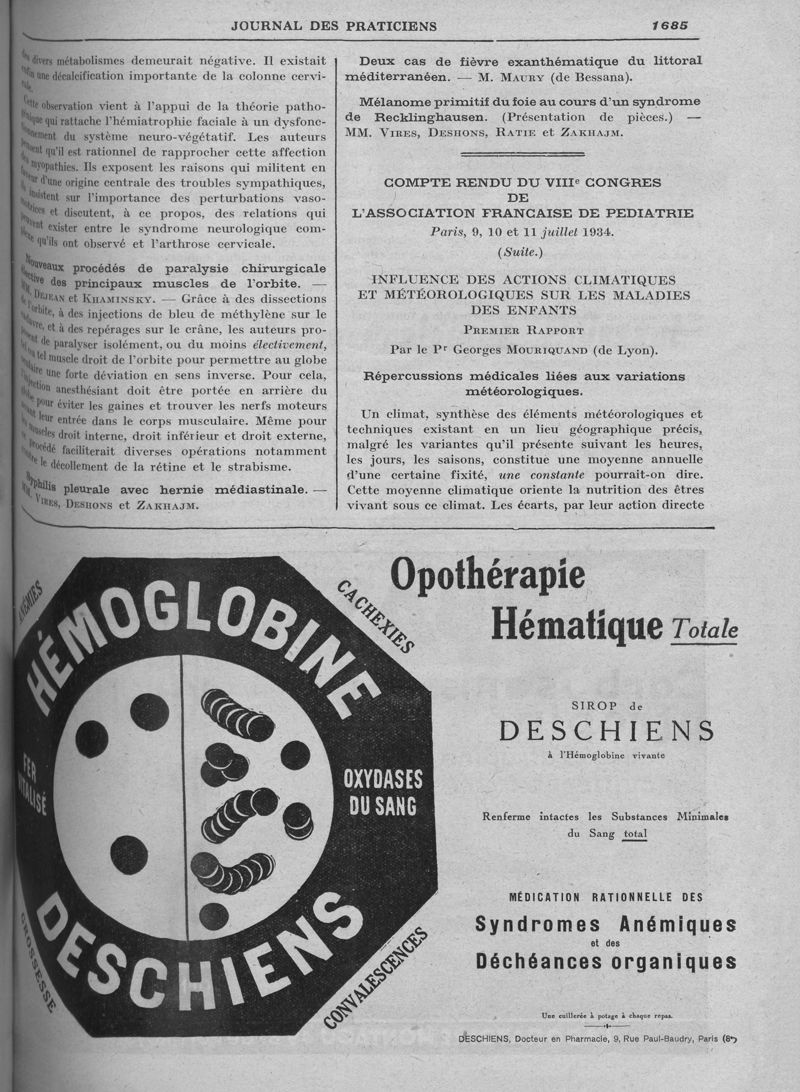 JOURNAL DES PRATICIENS
1685
divers métabolismes demeurait négative. Il existait
une décalcification importante de la colonne cervi-
observation vient à l'appui de la théorie patho-
qui rattache l'hémiatrophie faciale à un dysfonc-
du système neuro-végétatif. Les auteurs
qu'il est rationnel de rapprocher cette affection
myopathies. Ils exposent les raisons qui militent en
d'une origine centrale des troubles sympathiques,
insistent sur l'importance des perturbations vaso-
et discutent, à ce propos, des relations qui
exister entre le syndrome neurologique com-
qu'ils ont observé et l'arthrose cervicale.
Nouveaux procédés de paralysie chirurgicale
des principaux muscles de l'orbite. —
DEJEAN et KHAMINSKY. — Grâce à des dissections
à des injections de bleu de méthylène sur le
et à des repérages sur le crâne, les auteurs pro-
de paralyser isolément, ou du moins électivement,
tel muscle droit de l'orbite pour permettre au globe
une forte déviation en sens inverse. Pour cela,
anesthésiant doit être portée en arrière du
pour éviter les gaines et trouver les nerfs moteurs
leur entrée dans le corps musculaire. Même pour
droit interne, droit inférieur et droit externe,
procédé faciliterait diverses opérations notamment
le décollement de la rétine et le strabisme.
pleurale avec hernie médiastinale. —
VIRES, DESHONS et ZAKHAJM.
Deux cas de fièvre exanthématique du littoral
méditerranéen. — M. MAURY (de Bessana).
Mélanome primitif du foie au cours d'un syndrome
de Recklinghausen. (Présentation de pièces.) —
MM. VIRES, DESHONS, RATIE et ZAKHAJM.
COMPTE RENDU DU VIIIe CONGRES
DE
L'ASSOCIATION FRANCAISE DE PEDIATRIE
Paris, 9, 10 et 11 juillet 1934.
(Suite.)
INFLUENCE DES ACTIONS CLIMATIQUES
ET MÉTÉOROLOGIQUES SUR LES MALADIES
DES ENFANTS
PREMIER RAPPORT
Par le Pr Georges MOURIQUAND (de Lyon).
Répercussions médicales liées aux variations
météorologiques.
Un climat, synthèse des éléments météorologiques et
techniques existant en un lieu géographique précis,
malgré les variantes qu'il présente suivant les heures,
les jours, les saisons, constitue une moyenne annuelle
d'une certaine fixité, une constante pourrait-on dire.
Cette moyenne climatique oriente la nutrition des êtres
vivant sous ce climat. Les écarts, par leur action directe
ANÉMIES
CACHEXIES
HÉMOGLOBINE
FER
VITALISÉ
OXYDASES
DU SANG
DESCHIENS
GROSSESSE
CONVALESCENCES
Opothérapie
Hématique Totale
SIROP de
DESCHIENS
à l'Hémoglobine vivante
Renferme intactes les Substances Minimales
du Sang total
MÉDICATION RATIONNELLE DES
Syndromes Anémiques
et des
Déchéances organiques
Une cuillerée à potage à chaque repas.
DESCHIENS, Docteur en Pharmacie, 9, Rue Paul-Baudry, Paris (8e)